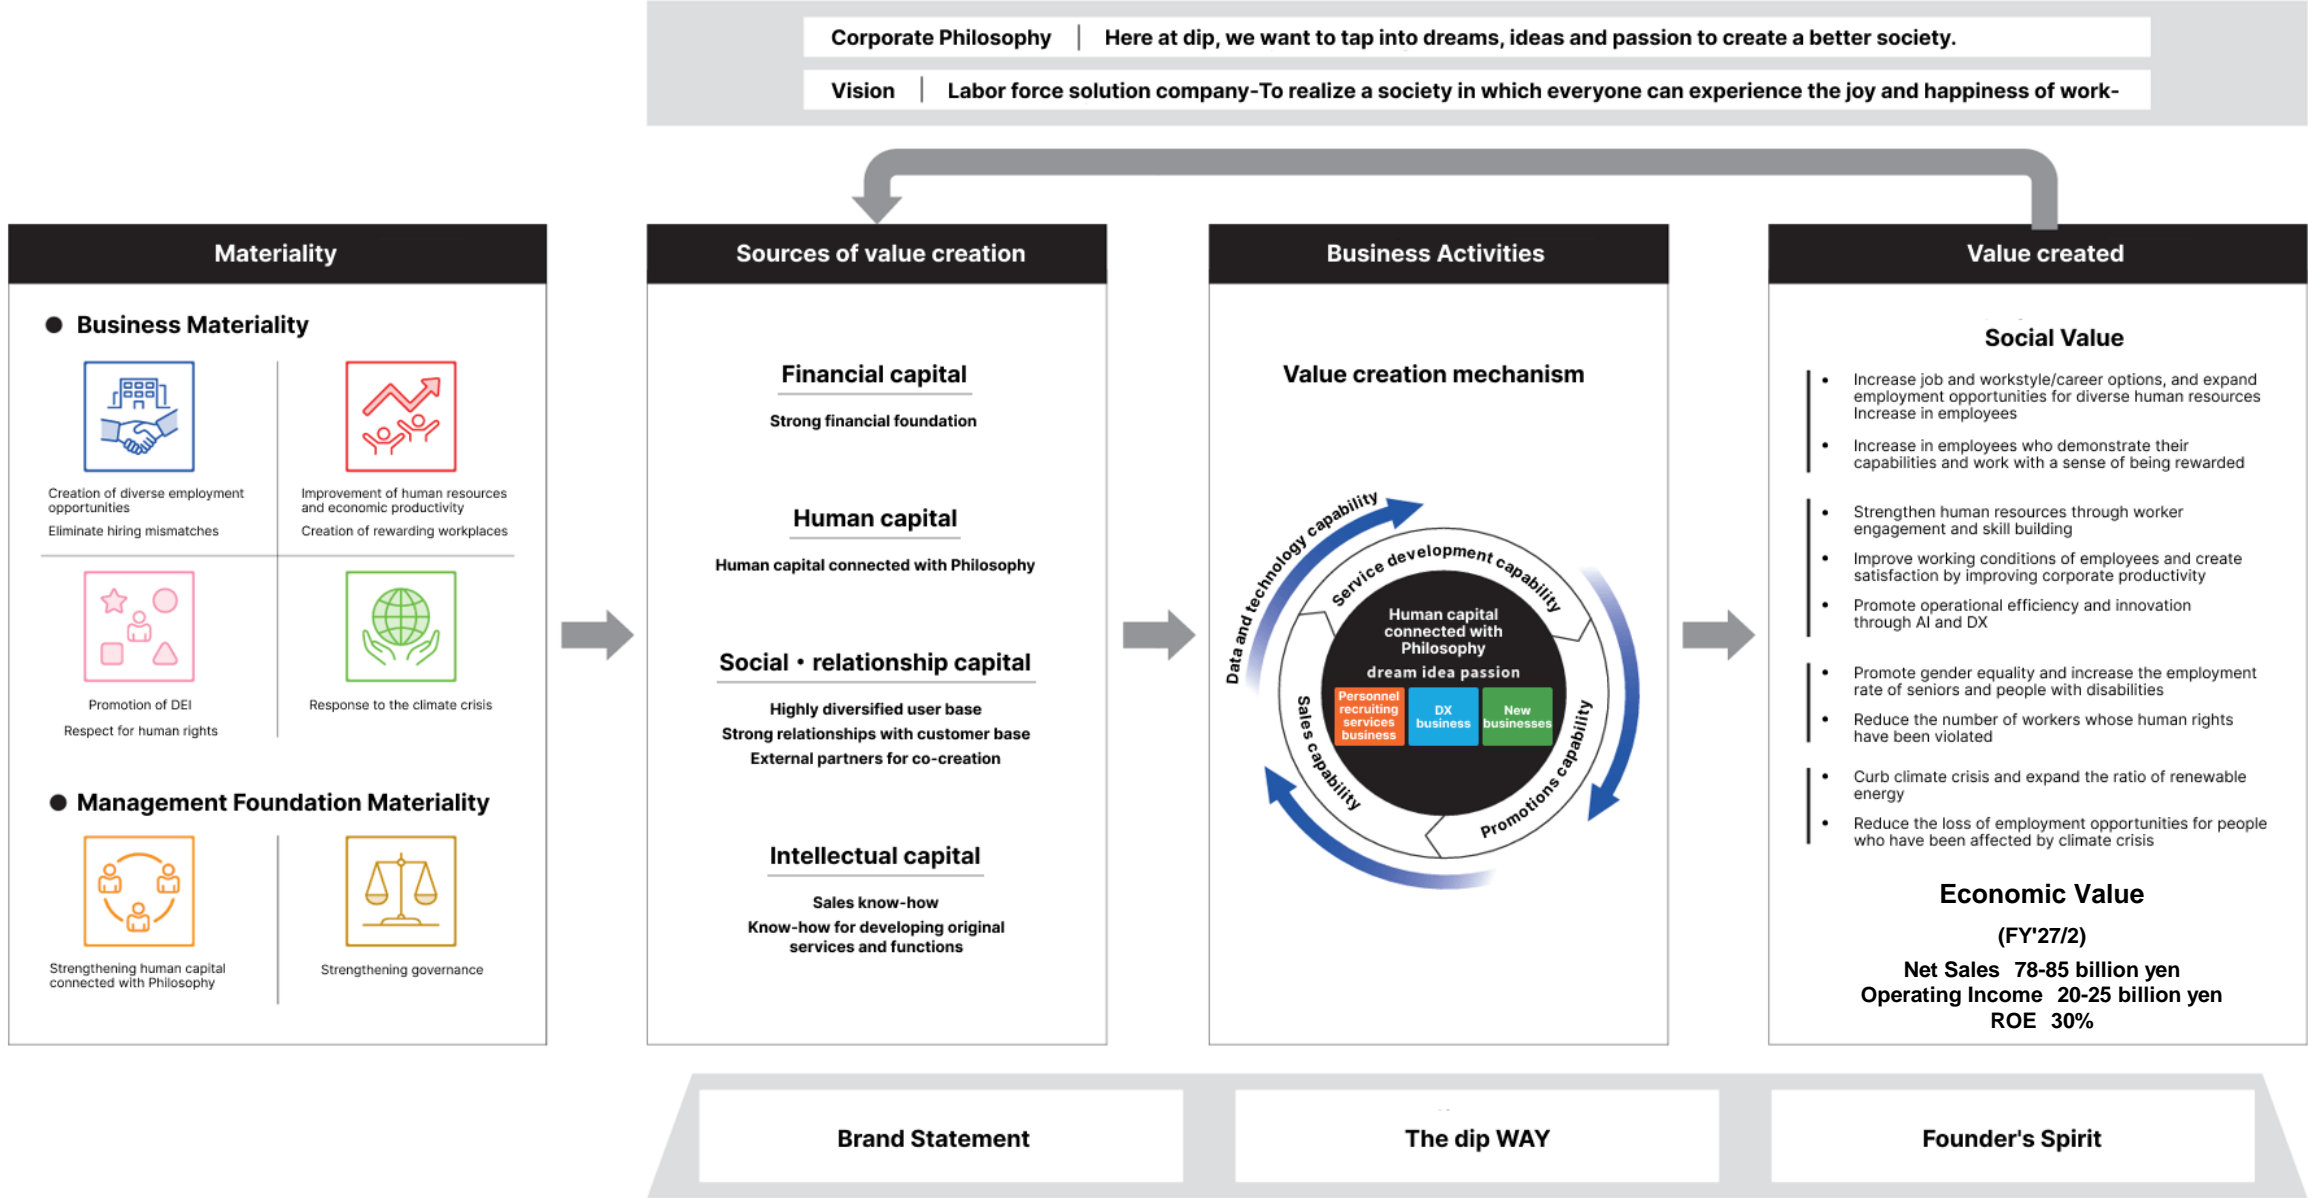 Corporate Philosophy | Here at dip, we want to tap into dreams, ideas and passion to create a better society.
Vision | Labor force solution company-To realize a society in which everyone can experience the joy and happiness of work-
Materiality
● Business Materiality
Creation of diverse employment
opportunities
Eliminate hiring mismatches
Improvement of human resources
and economic productivity
Creation of rewarding workplaces
Promotion of DEI
Respect for human rights
Response to the climate crisis
● Management Foundation Materiality
Strengthening human capital
connected with Philosophy
Strengthening governance
Sources of value creation
Financial capital
Strong financial foundation
Human capital
Human capital connected with Philosophy
Social・relationship capital
Highly diversified user base
Strong relationships with customer base
External partners for co-creation
Intellectual capital
Sales know-how
Know-how for developing original
services and functions
Business Activities
Value creation mechanism
Data and technology capability
Service development capability
Promotions capability
Sales capability
Human capital
connected with
Philosophy
dream idea passion
Personnel
recruiting
services
business
DX
business
New
businesses
Value created
Social Value
• Increase job and workstyle/career options, and expand
employment opportunities for diverse human resources
Increase in employees
• Increase in employees who demonstrate their
capabilities and work with a sense of being rewarded
• Strengthen human resources through worker
engagement and skill building
• Improve working conditions of employees and create
satisfaction by improving corporate productivity
• Promote operational efficiency and innovation
through AI and DX
• Promote gender equality and increase the employment
rate of seniors and people with disabilities
• Reduce the number of workers whose human rights
have been violated
• Curb climate crisis and expand the ratio of renewable
energy
• Reduce the loss of employment opportunities for people
who have been affected by climate crisis
Economic Value
(FY'27/2)
Net Sales 78-85 billion yen
Operating Income 20-25 billion yen
ROE 30%
Brand Statement
The dip WAY
Founder's Spirit